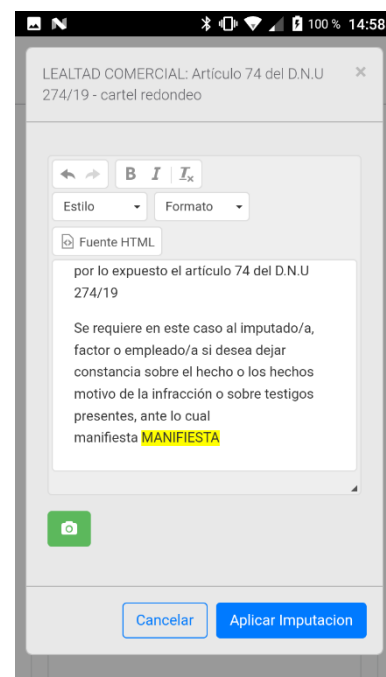 100 % 14:58
LEALTAD COMERCIAL: Artículo 74 del D.N.U
274/19 - cartel redondeo
×
B I Tx
Estilo
Formato
Fuente HTML
por lo expuesto el artículo 74 del D.N.U
274/19
Se requiere en este caso al imputado/a,
factor o empleado/a si desea dejar
constancia sobre el hecho o los hechos
motivo de la infracción o sobre testigos
presentes, ante lo cual
manifiesta MANIFIESTA
Cancelar
Aplicar Imputacion